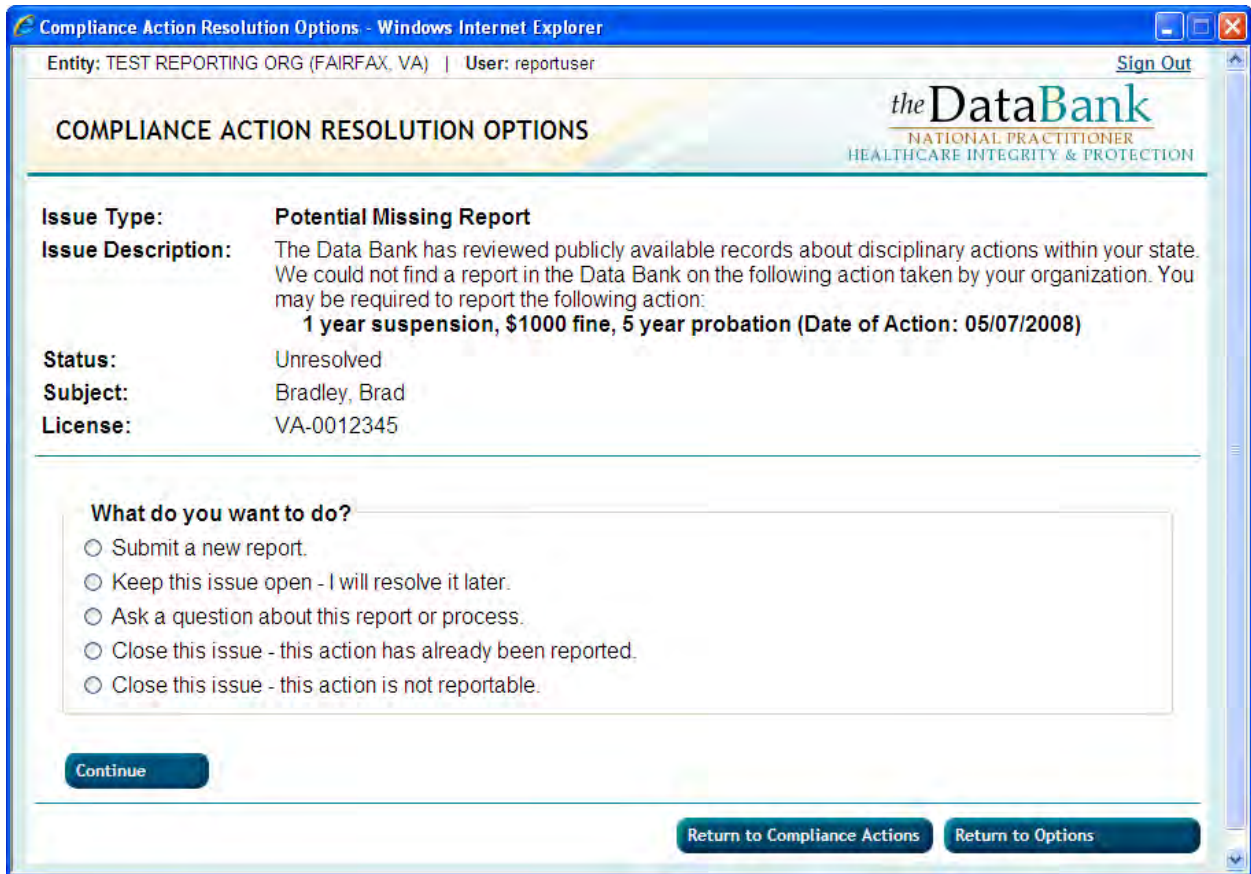 Compliance Action Resolution Options - Windows Internet Explorer
Entity: TEST REPORTING ORG (FAIRFAX, VA) | User: reportuser
Sign Out
COMPLIANCE ACTION RESOLUTION OPTIONS
the DataBank
NATIONAL PRACTITIONER
HEALTHCARE INTEGRITY & PROTECTION
Issue Type: Potential Missing Report
Issue Description: The Data Bank has reviewed publicly available records about disciplinary actions within your state.
We could not find a report in the Data Bank on the following action taken by your organization. You
may be required to report the following action:
1 year suspension, $1000 fine, 5 year probation (Date of Action: 05/07/2008)
Status: Unresolved
Subject: Bradley, Brad
License: VA-0012345
What do you want to do?
Submit a new report.
Keep this issue open - I will resolve it later.
Ask a question about this report or process.
Close this issue - this action has already been reported.
Close this issue - this action is not reportable.
Continue
Return to Compliance Actions
Return to Options